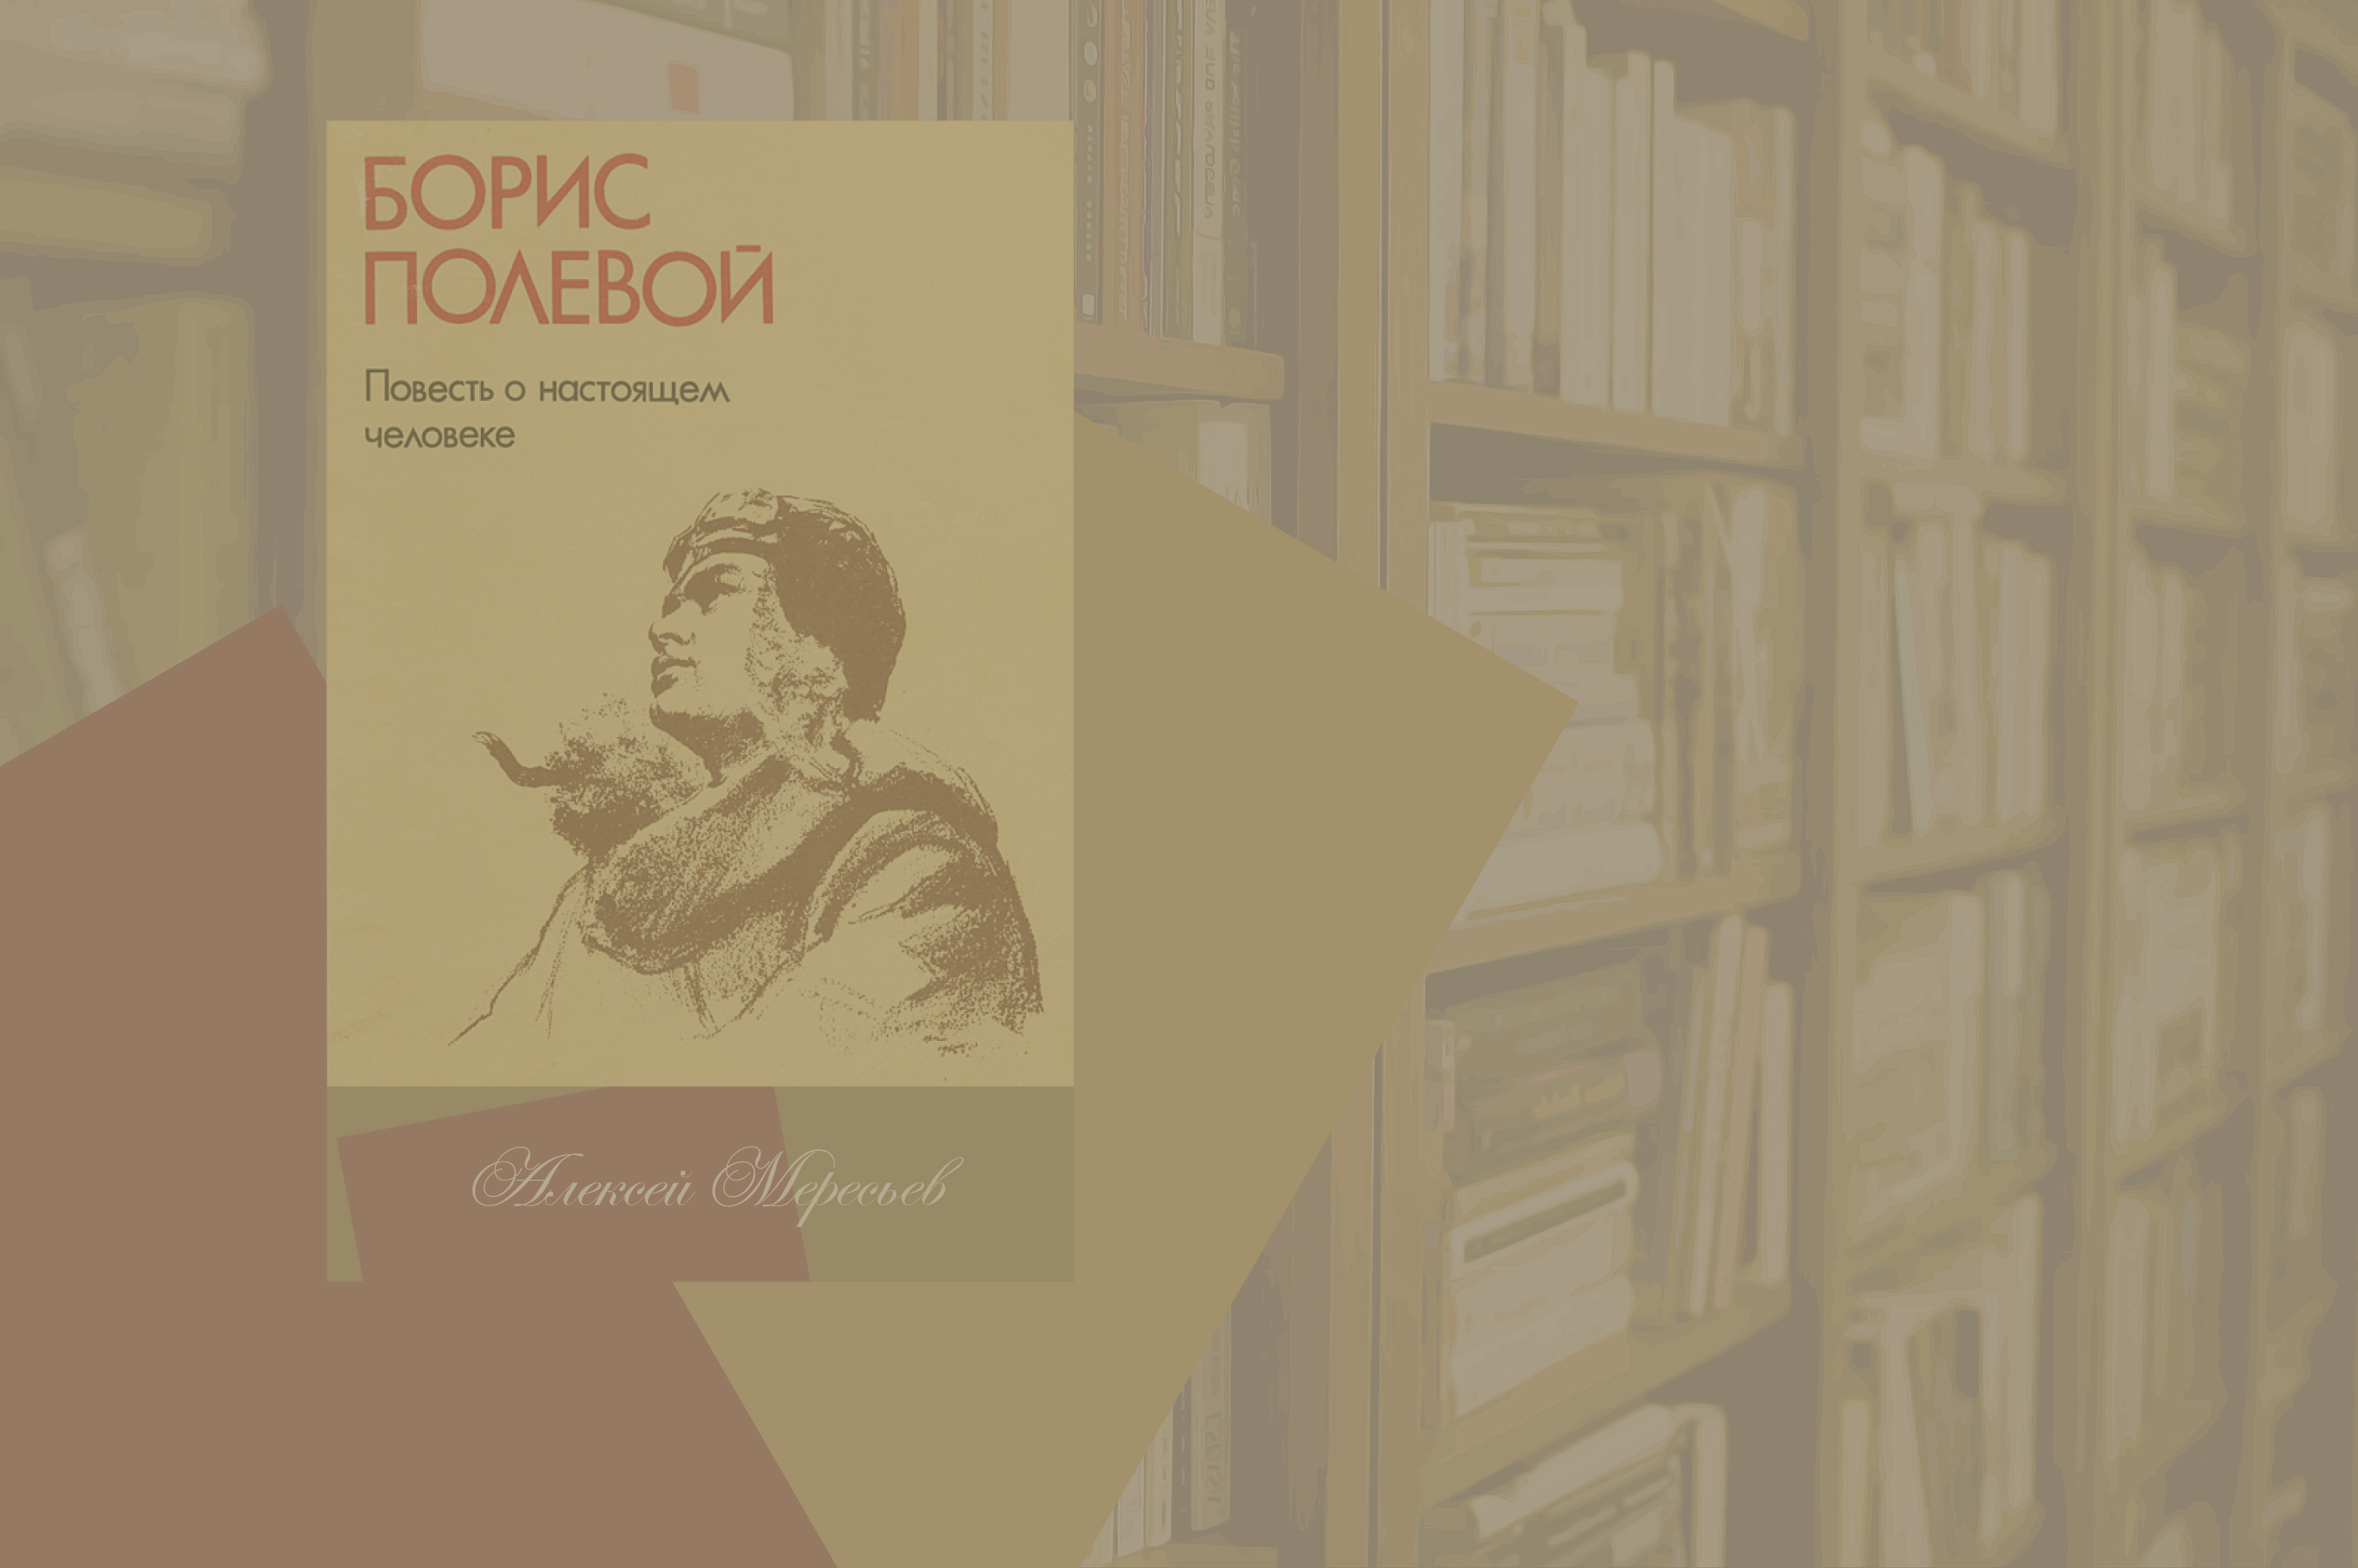 БОРИС
ПОЛЕВОЙ
Повесть о настоящем
человеке
Алексей Мересьев